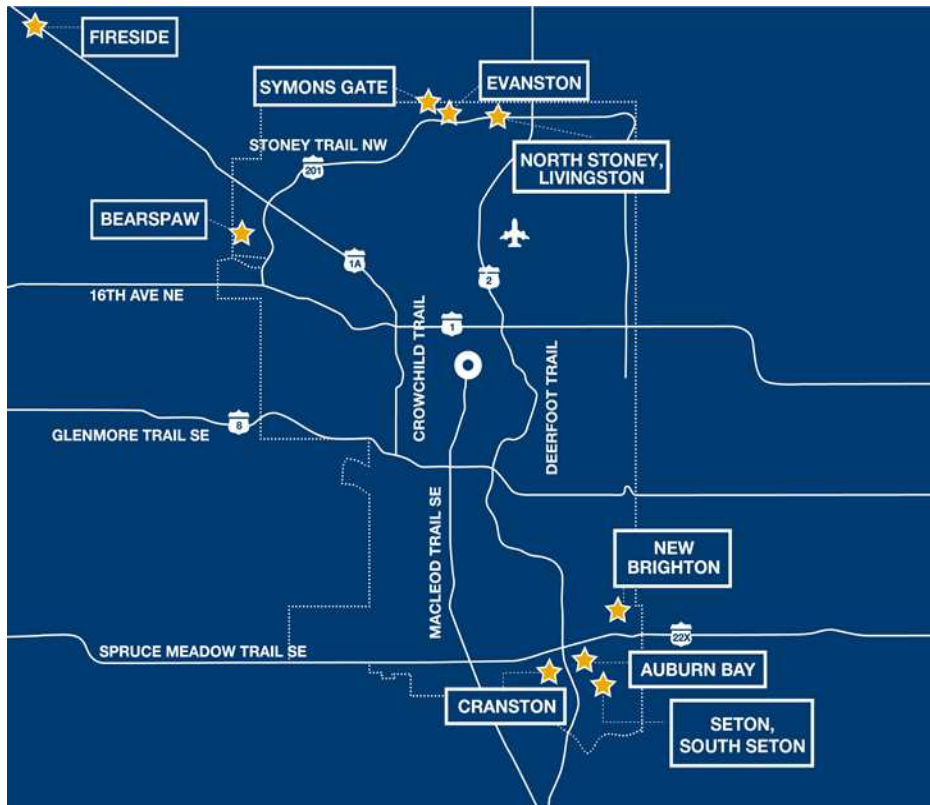 FIRESIDE
SYMONS GATE
EVANSTON
STONEY TRAIL NW
201
NORTH STONEY,
LIVINGSTON
BEARSPAW
1A
2
16TH AVE NE
1
CROWCHILD TRAIL
DEERFOOT TRAIL
8
GLENMORE TRAIL SE
MACLEOD TRAIL SE
NEW
BRIGHTON
22X
SPRUCE MEADOW TRAIL SE
AUBURN BAY
CRANSTON
SETON,
SOUTH SETON